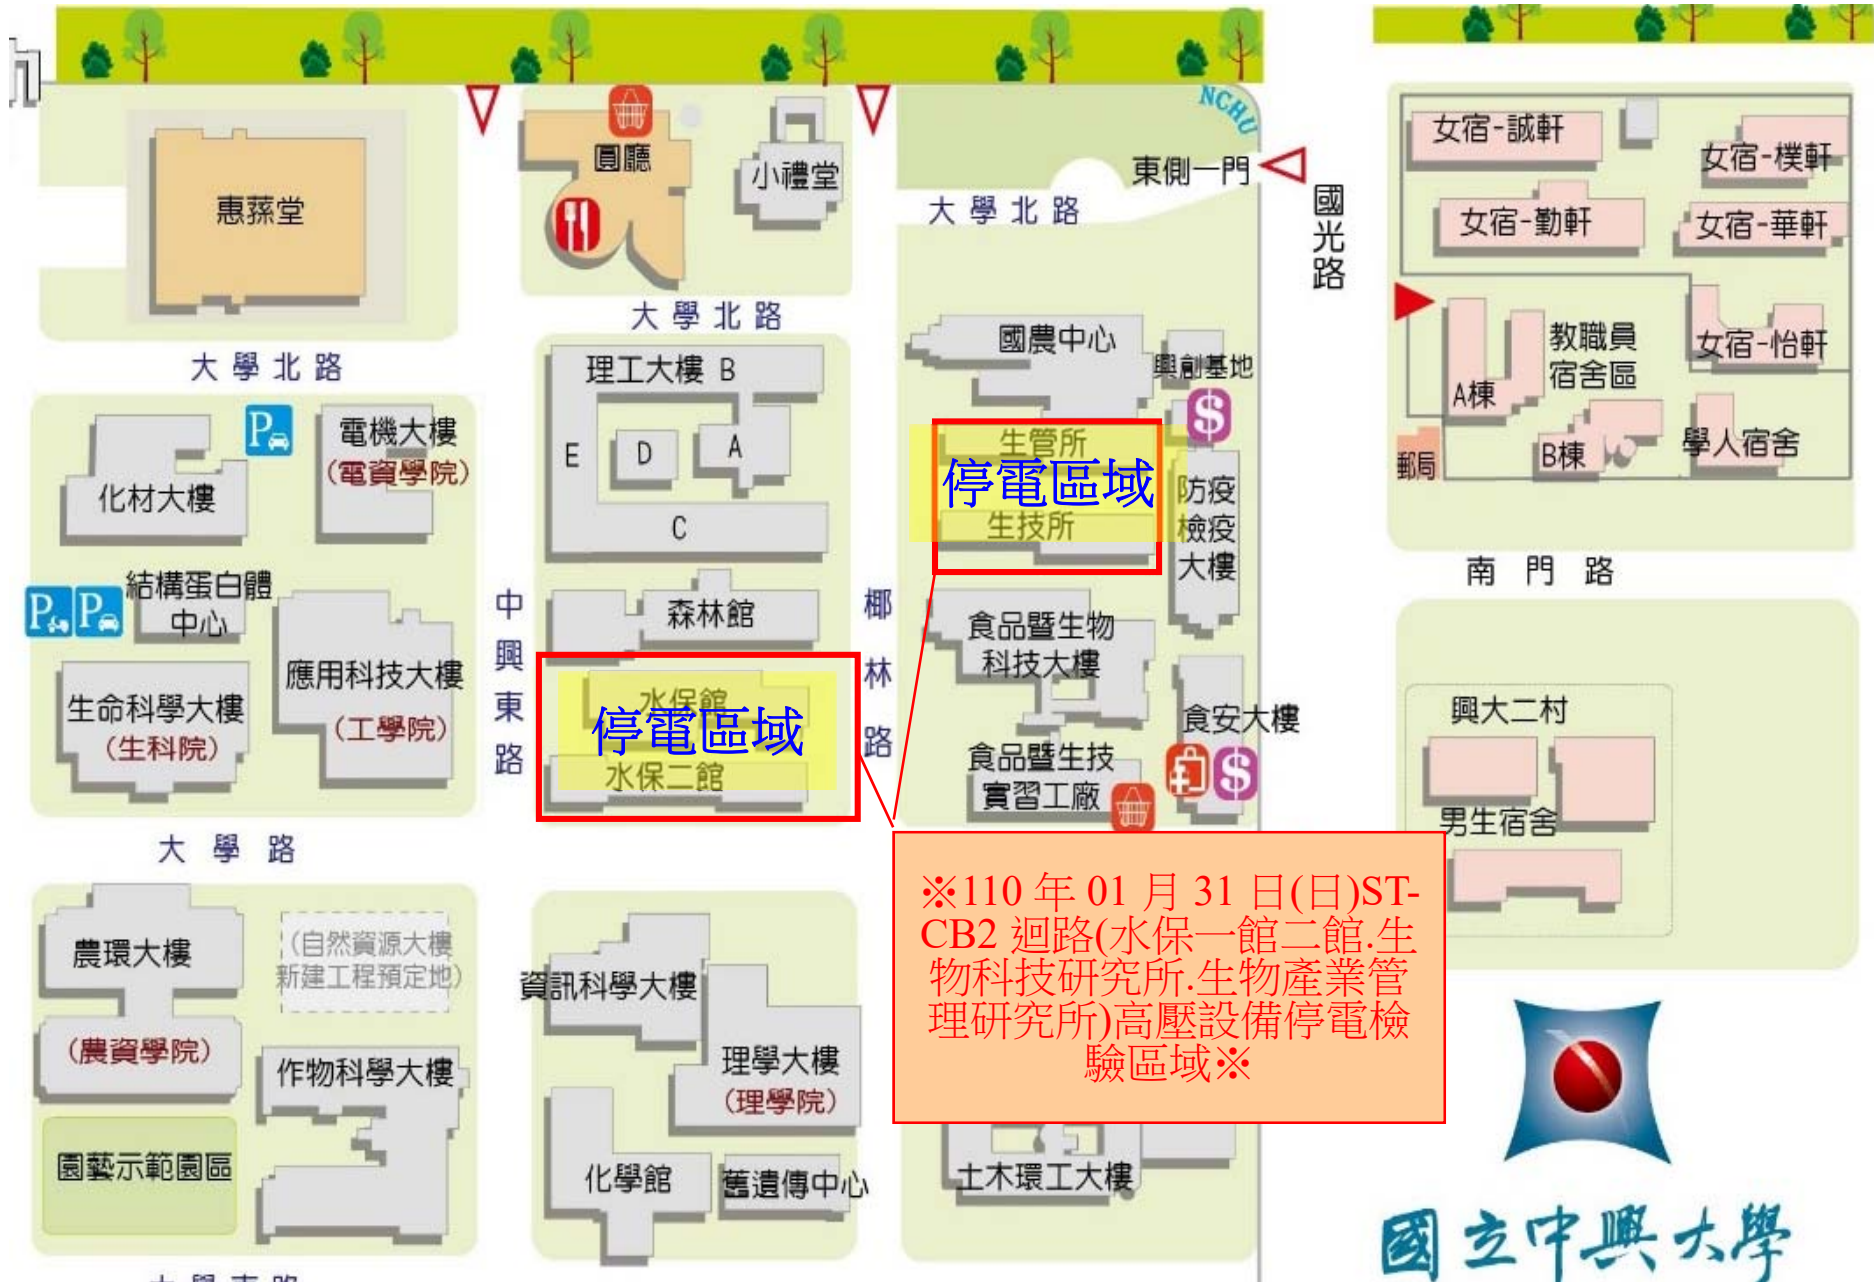 NCHU
圓廳
小禮堂
惠蓀堂
東側一門
大學北路
國光路
女宿-誠軒
女宿-樸軒
女宿-勤軒
女宿-華軒
大學北路
大學北路
國農中心
興創基地
$
教職員
宿舍區
女宿-怡軒
A棟
B棟
學人宿舍
郵局
理工大樓 B
E
D
A
C
P
電機大樓
(電資學院)
化材大樓
生管所
停電區域
生技所
防疫
檢疫
大樓
南門路
P
P
結構蛋白體
中心
中興東路
森林館
椰林路
食品暨生物
科技大樓
應用科技大樓
(工學院)
生命科學大樓
(生科院)
水保館
停電區域
水保二館
食安大樓
食品暨生技
實習工廠
$
興大二村
男生宿舍
大學路
※110 年 01 月 31 日(日)ST-
CB2 迴路(水保一館二館.生
物科技研究所.生物產業管
理研究所)高壓設備停電檢
驗區域※
農環大樓
(農資學院)
(自然資源大樓
新建工程預定地)
作物科學大樓
園藝示範園區
資訊科學大樓
理學大樓
(理學院)
化學館
舊遺傳中心
土木環工大樓
國立中興大學